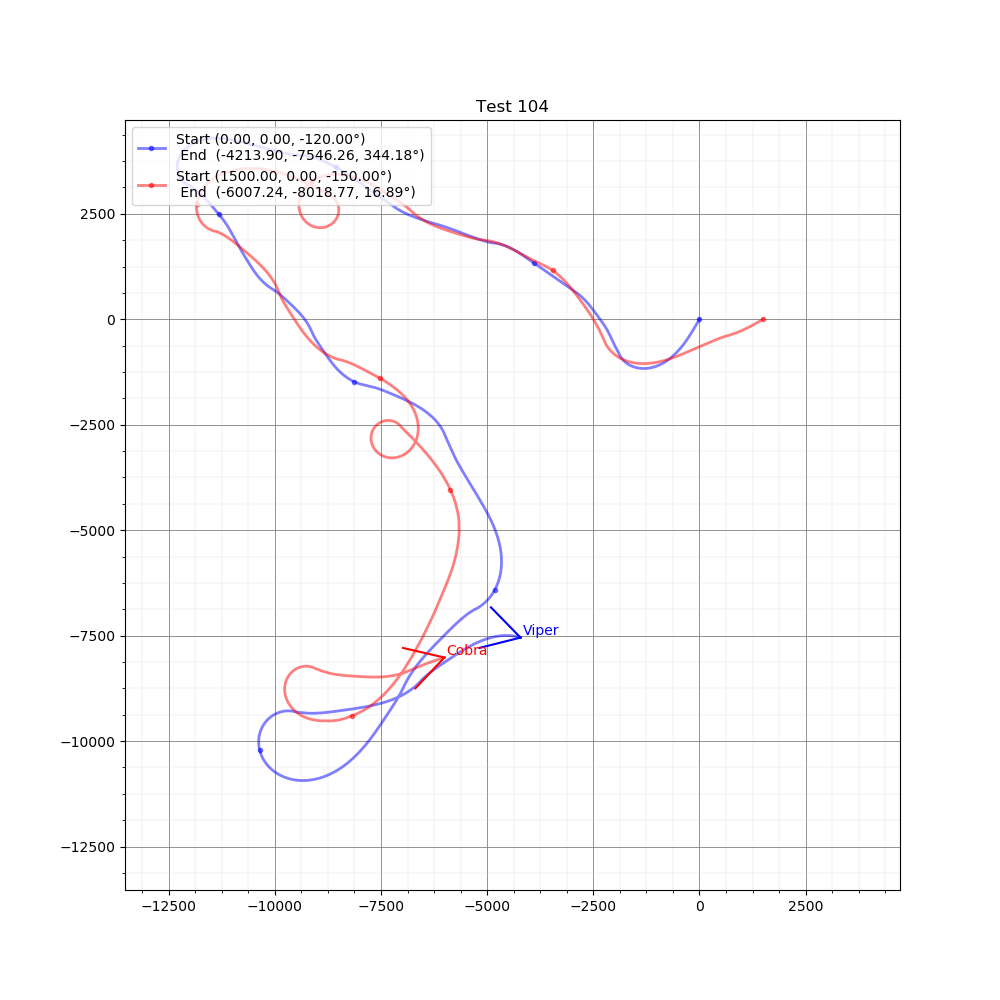 Test 104
Start (0.00, 0.00, -120.00°)
End (-4213.90, -7546.26, 344.18°)
Start (1500.00, 0.00, -150.00°)
End (-6007.24, -8018.77, 16.89°)
2500
0
−2500
−5000
−7500
−10000
−12500
Viper
Cobra
−12500 −10000 −7500 −5000 −2500 0 2500